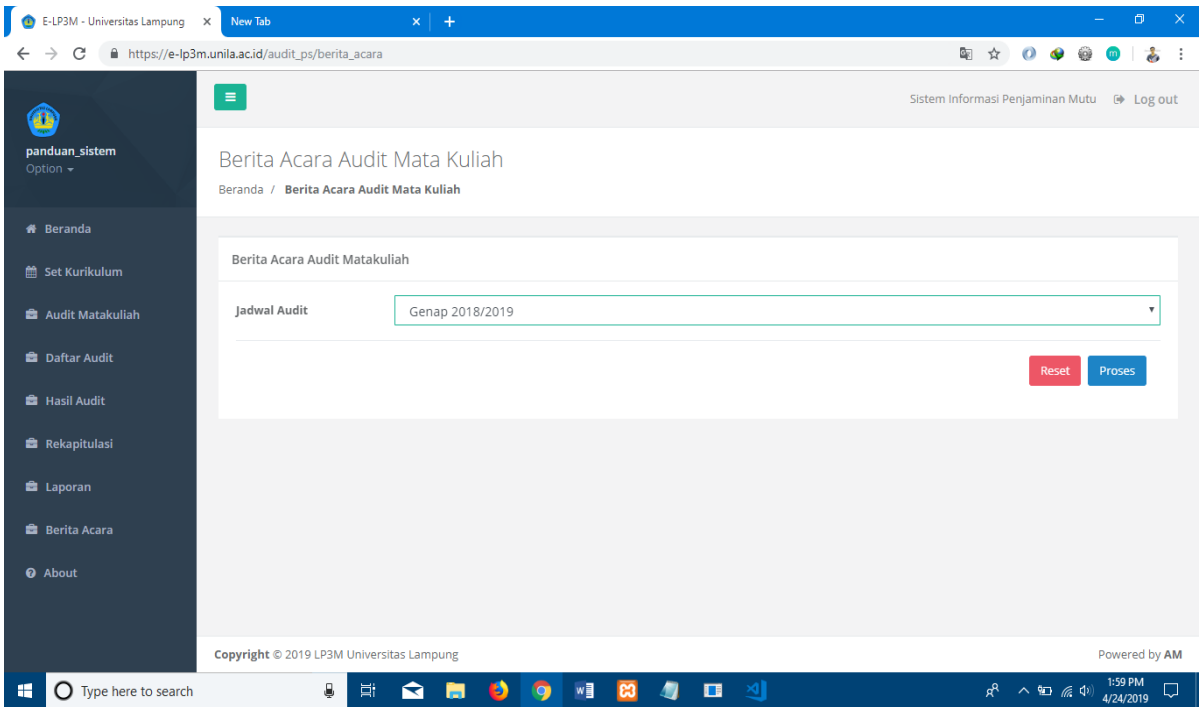 E-LP3M - Universitas Lampung
New Tab
https://e-lp3m.unila.ac.id/audit_ps/berita_acara
Sistem Informasi Penjaminan Mutu Log out
panduan_sistem
Option
Berita Acara Audit Mata Kuliah
Beranda / Berita Acara Audit Mata Kuliah
Beranda
Set Kurikulum
Audit Matakuliah
Daftar Audit
Hasil Audit
Rekapitulasi
Laporan
Berita Acara
About
Berita Acara Audit Matakuliah
Jadwal Audit
Genap 2018/2019
Reset
Proses
Copyright © 2019 LP3M Universitas Lampung
Powered by AM
Type here to search
1:59 PM
4/24/2019